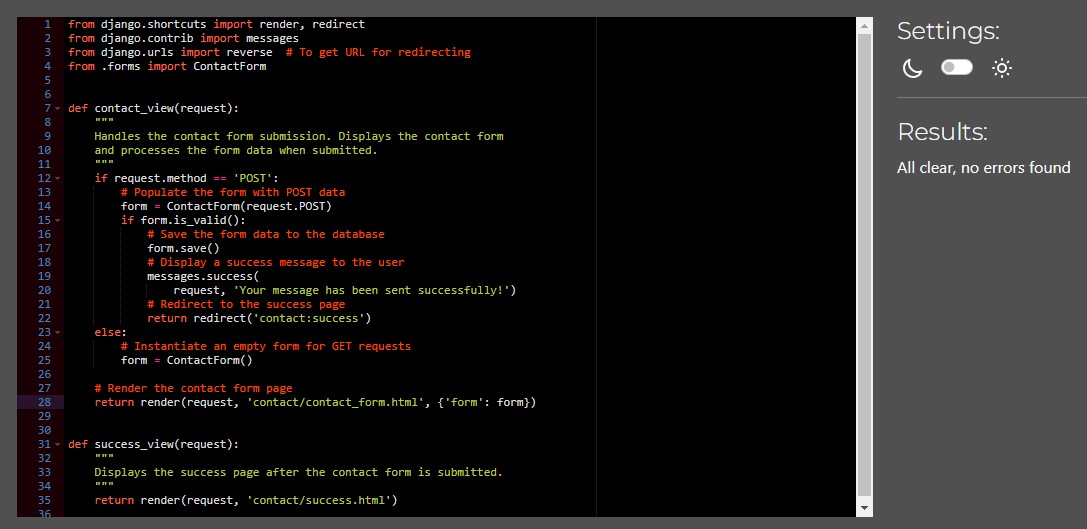 1 from django.shortcuts import render, redirect
2 from django.contrib import messages
3 from django.urls import reverse  # To get URL for redirecting
4 from .forms import ContactForm
5
6
7 def contact_view(request):
8     """
9     Handles the contact form submission. Displays the contact form
10     and processes the form data when submitted.
11     """
12     if request.method == 'POST':
13         # Populate the form with POST data
14         form = ContactForm(request.POST)
15         if form.is_valid():
16             # Save the form data to the database
17             form.save()
18             # Display a success message to the user
19             messages.success(
20                 request, 'Your message has been sent successfully!')
21             # Redirect to the success page
22             return redirect('contact:success')
23     else:
24         # Instantiate an empty form for GET requests
25         form = ContactForm()
26
27     # Render the contact form page
28     return render(request, 'contact/contact_form.html', {'form': form})
29
30
31 def success_view(request):
32     """
33     Displays the success page after the contact form is submitted.
34     """
35     return render(request, 'contact/success.html')
36
Settings:
Results:
All clear, no errors found